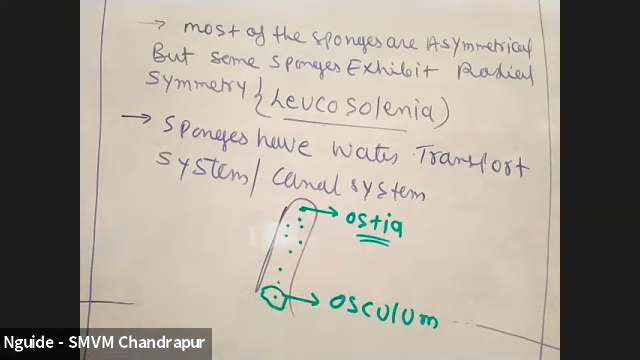 → most of the sponges are Asymmetrical
But some sponges Exhibit Radial
Symmetry { Leucosolenia)
→ Sponges have Water Transport
System/ Canal system
→ ostia
→ osculum
Nguide - SMVM Chandrapur